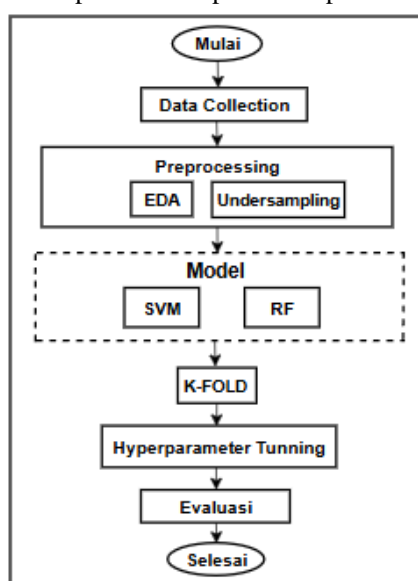 Mulai
Data Collection
Preprocessing
EDA Undersampling
Model
SVM RF
K-FOLD
Hyperparameter Tunning
Evaluasi
Selesai